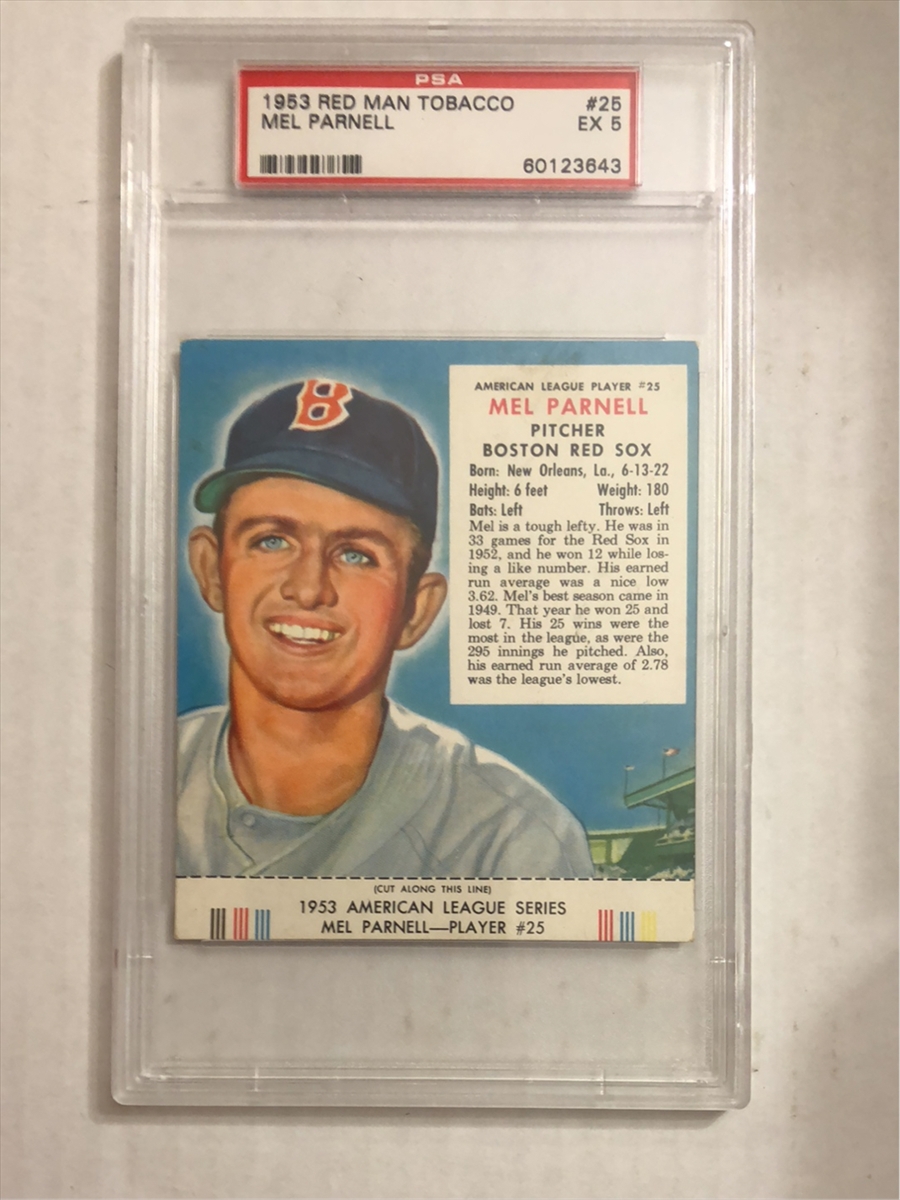 PSA
1953 RED MAN TOBACCO #25
MEL PARNELL EX 5
60123643
B
AMERICAN LEAGUE PLAYER #25
MEL PARNELL
PITCHER
BOSTON RED SOX
Born: New Orleans, La., 6-13-22
Height: 6 feet Weight: 180
Bats: Left Throws: Left
Mel is a tough lefty. He was in
33 games for the Red Sox in
1952, and he won 12 while los-
ing a like number. His earned
run average was a nice low
3.62. Mel's best season came in
1949. That year he won 25 and
lost 7. His 25 wins were the
most in the league, as were the
295 innings he pitched. Also,
his earned run average of 2.78
was the league's lowest.
(CUT ALONG THIS LINE)
1953 AMERICAN LEAGUE SERIES
MEL PARNELL—PLAYER #25